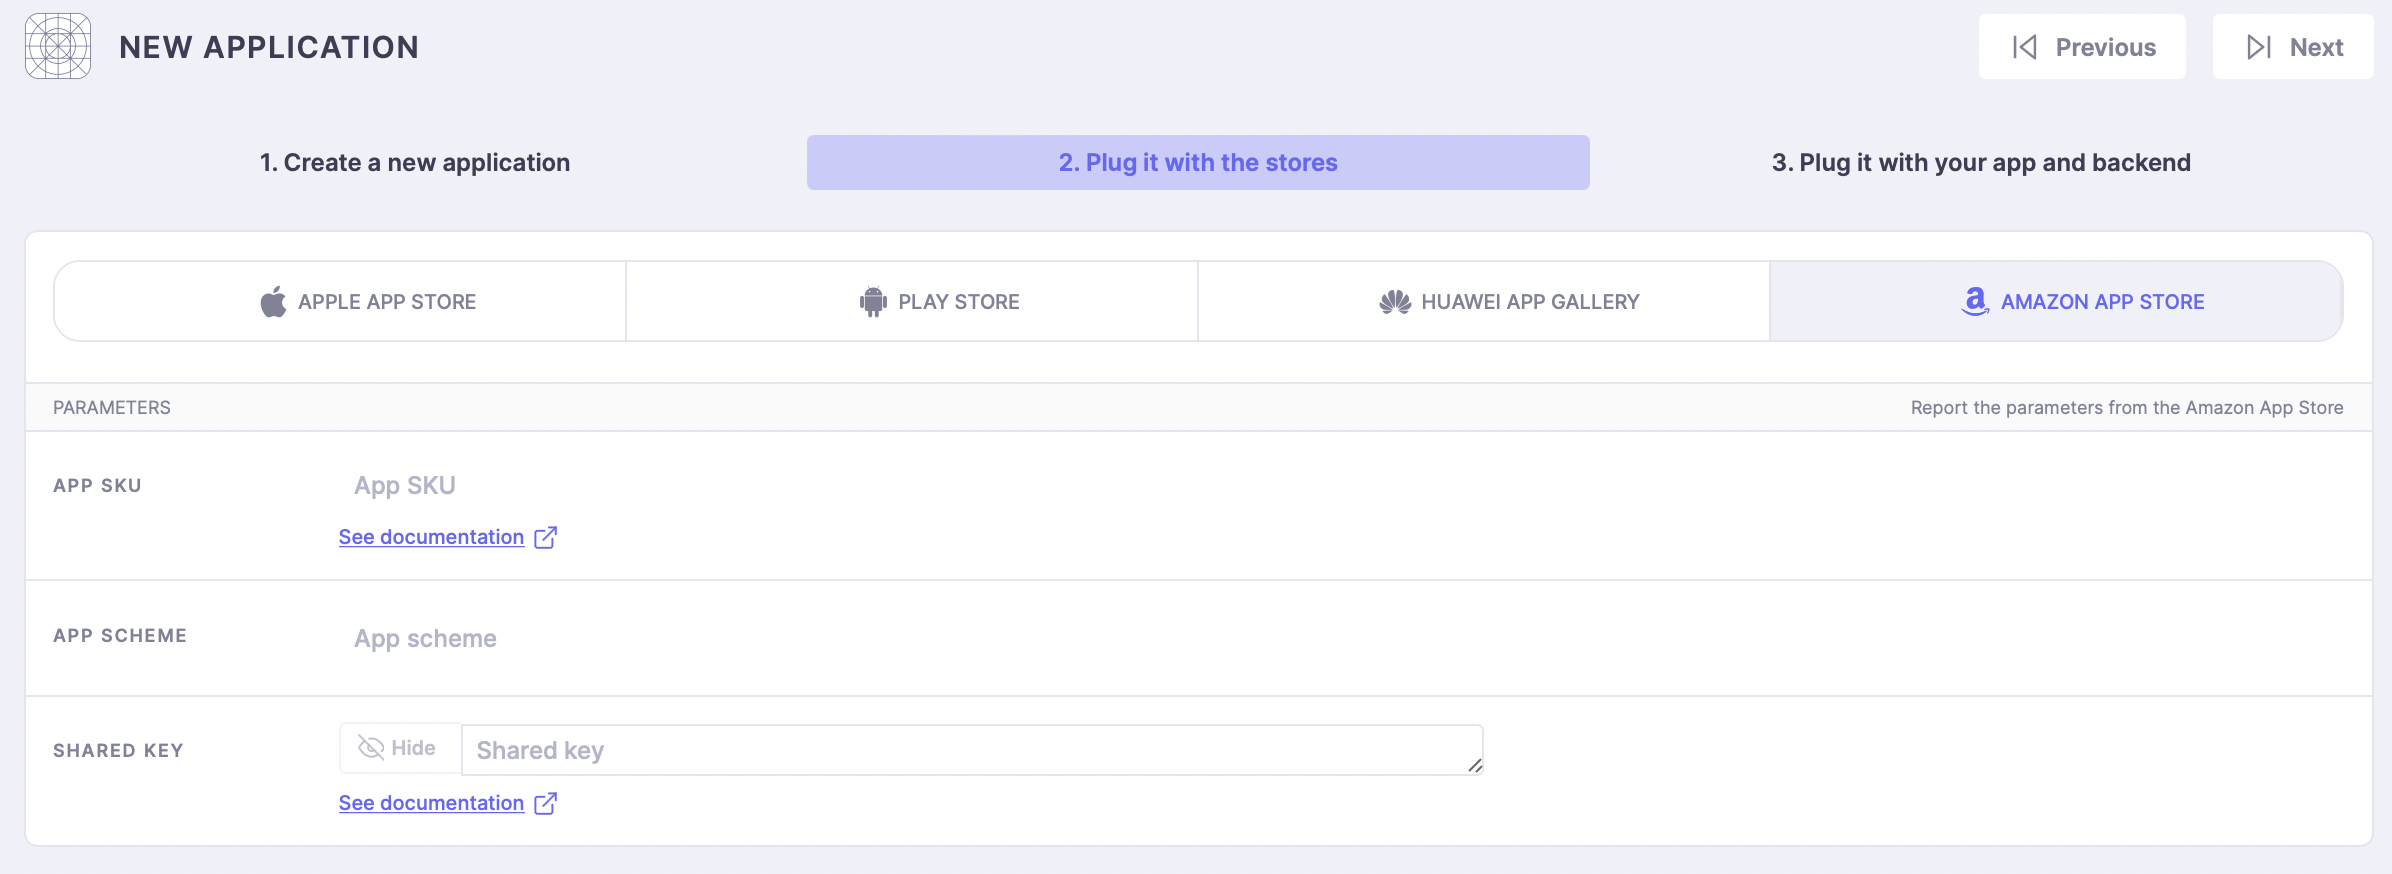 NEW APPLICATION
Previous
Next
1. Create a new application
2. Plug it with the stores
3. Plug it with your app and backend
APPLE APP STORE
PLAY STORE
HUAWEI APP GALLERY
AMAZON APP STORE
PARAMETERS
Report the parameters from the Amazon App Store
APP SKU
App SKU
See documentation
APP SCHEME
App scheme
SHARED KEY
Hide
Shared key
See documentation